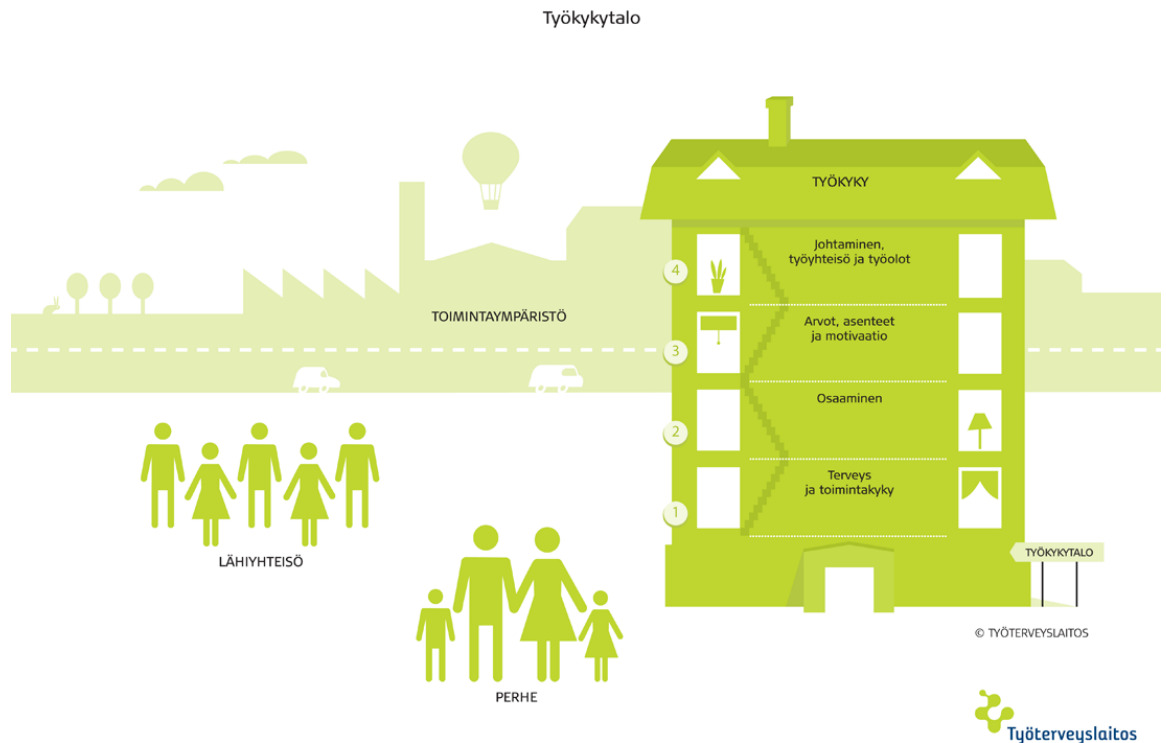 Työkykytalo
TYÖKYKY
4
Johtaminen,
työyhteisö ja työolot
TOIMINTAYMPÄRISTÖ
3
Arvot, asenteet
ja motivaatio
2
Osaaminen
1
Terveys
ja toimintakyky
LÄHIYHTEISÖ
TYÖKYKYTALO
PERHE
© TYÖTERVEYSLAITOS
Työterveyslaitos